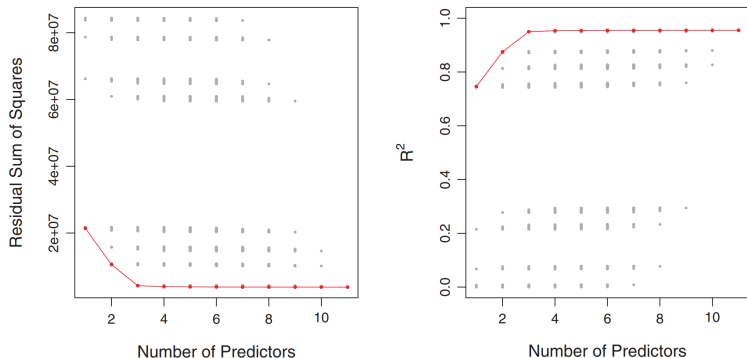 Residual Sum of Squares
8e+07
6e+07
4e+07
2e+07
2 4 6 8 10
Number of Predictors
R²
1.0
0.8
0.6
0.4
0.2
0.0
2 4 6 8 10
Number of Predictors